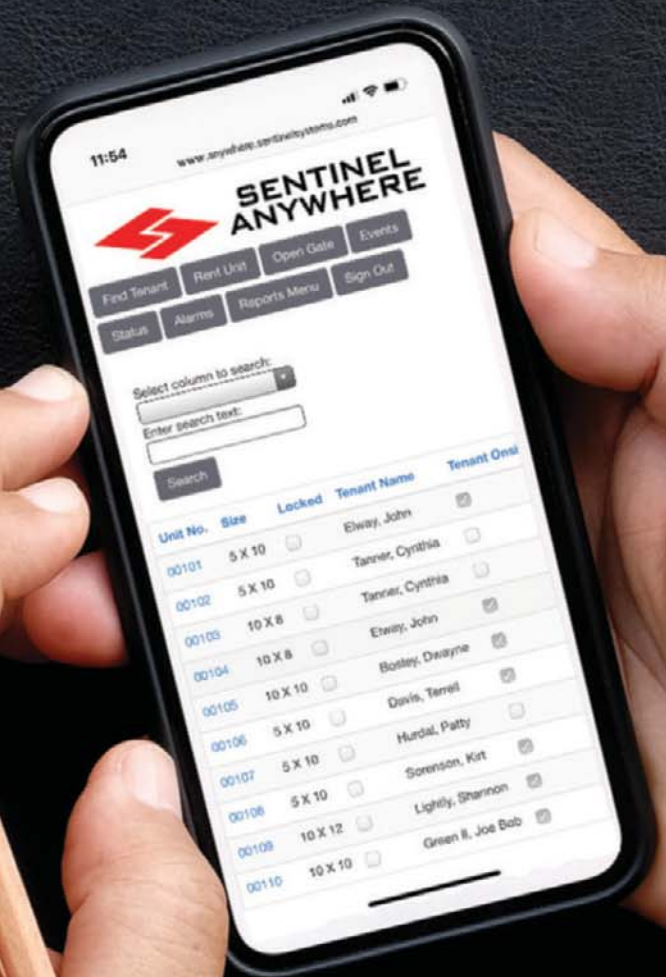 11:54
www.anywhere.sentinelsystems.com
SENTINEL
ANYWHERE
Find Tenant Rent Unit Open Gate Events
Status Alarms Reports Menu Sign Out
Select column to search:
Enter search text:
Search
Unit No. Size Locked Tenant Name Tenant Onsi
00101 5 X 10 Elway, John
00102 5 X 10 Tanner, Cynthia
00103 10 X 8 Tanner, Cynthia
00104 10 X 8 Elway, John
00105 10 X 10 Bosley, Dwayne
00106 5 X 10 Davis, Terrell
00107 5 X 10 Hurdal, Patty
00108 5 X 10 Sorenson, Kirt
00109 10 X 12 Lightly, Shannon
00110 10 X 10 Green II, Joe Bob